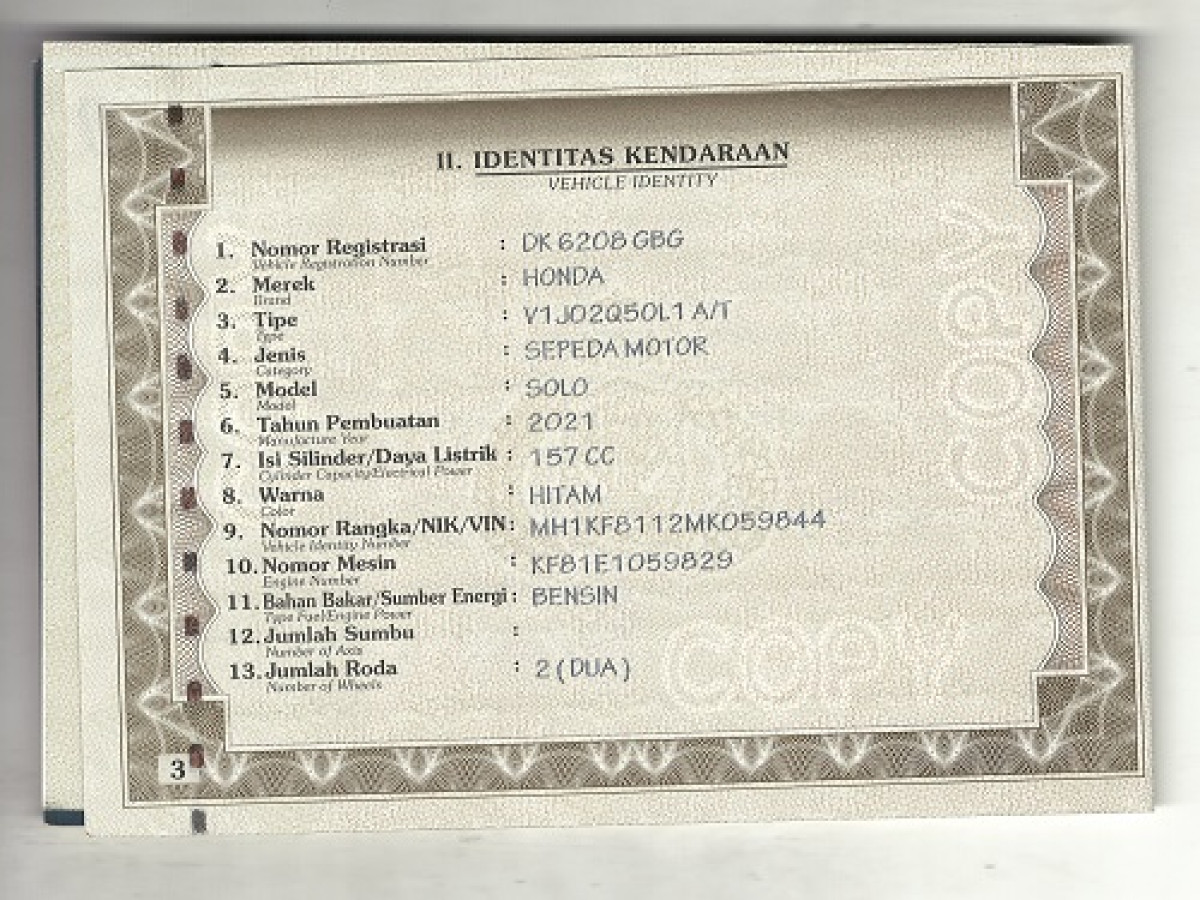 II. IDENTITAS KENDARAAN
VEHICLE IDENTITY
1. Nomor Registrasi : DK 6208 GBG
Vehicle Registration Number
2. Merek : HONDA
Brand
3. Tipe : V1J02Q50L1 A/T
Type
4. Jenis : SEPEDA MOTOR
Category
5. Model : SOLO
Model
6. Tahun Pembuatan : 2021
Manufacture Year
7. Isi Silinder/Daya Listrik : 157 CC
Cylinder Capacity/Electrical Power
8. Warna : HITAM
Color
9. Nomor Rangka/NIK/VIN : MH1KF8112MK059844
Vehicle Identity Number
10. Nomor Mesin : KF81E1059829
Engine Number
11. Bahan Bakar/Sumber Energi : BENSIN
Type Fuel/Engine Power
12. Jumlah Sumbu :
Number of Axis
13. Jumlah Roda : 2 ( DUA )
Number of Wheels
COPY
COPY
3